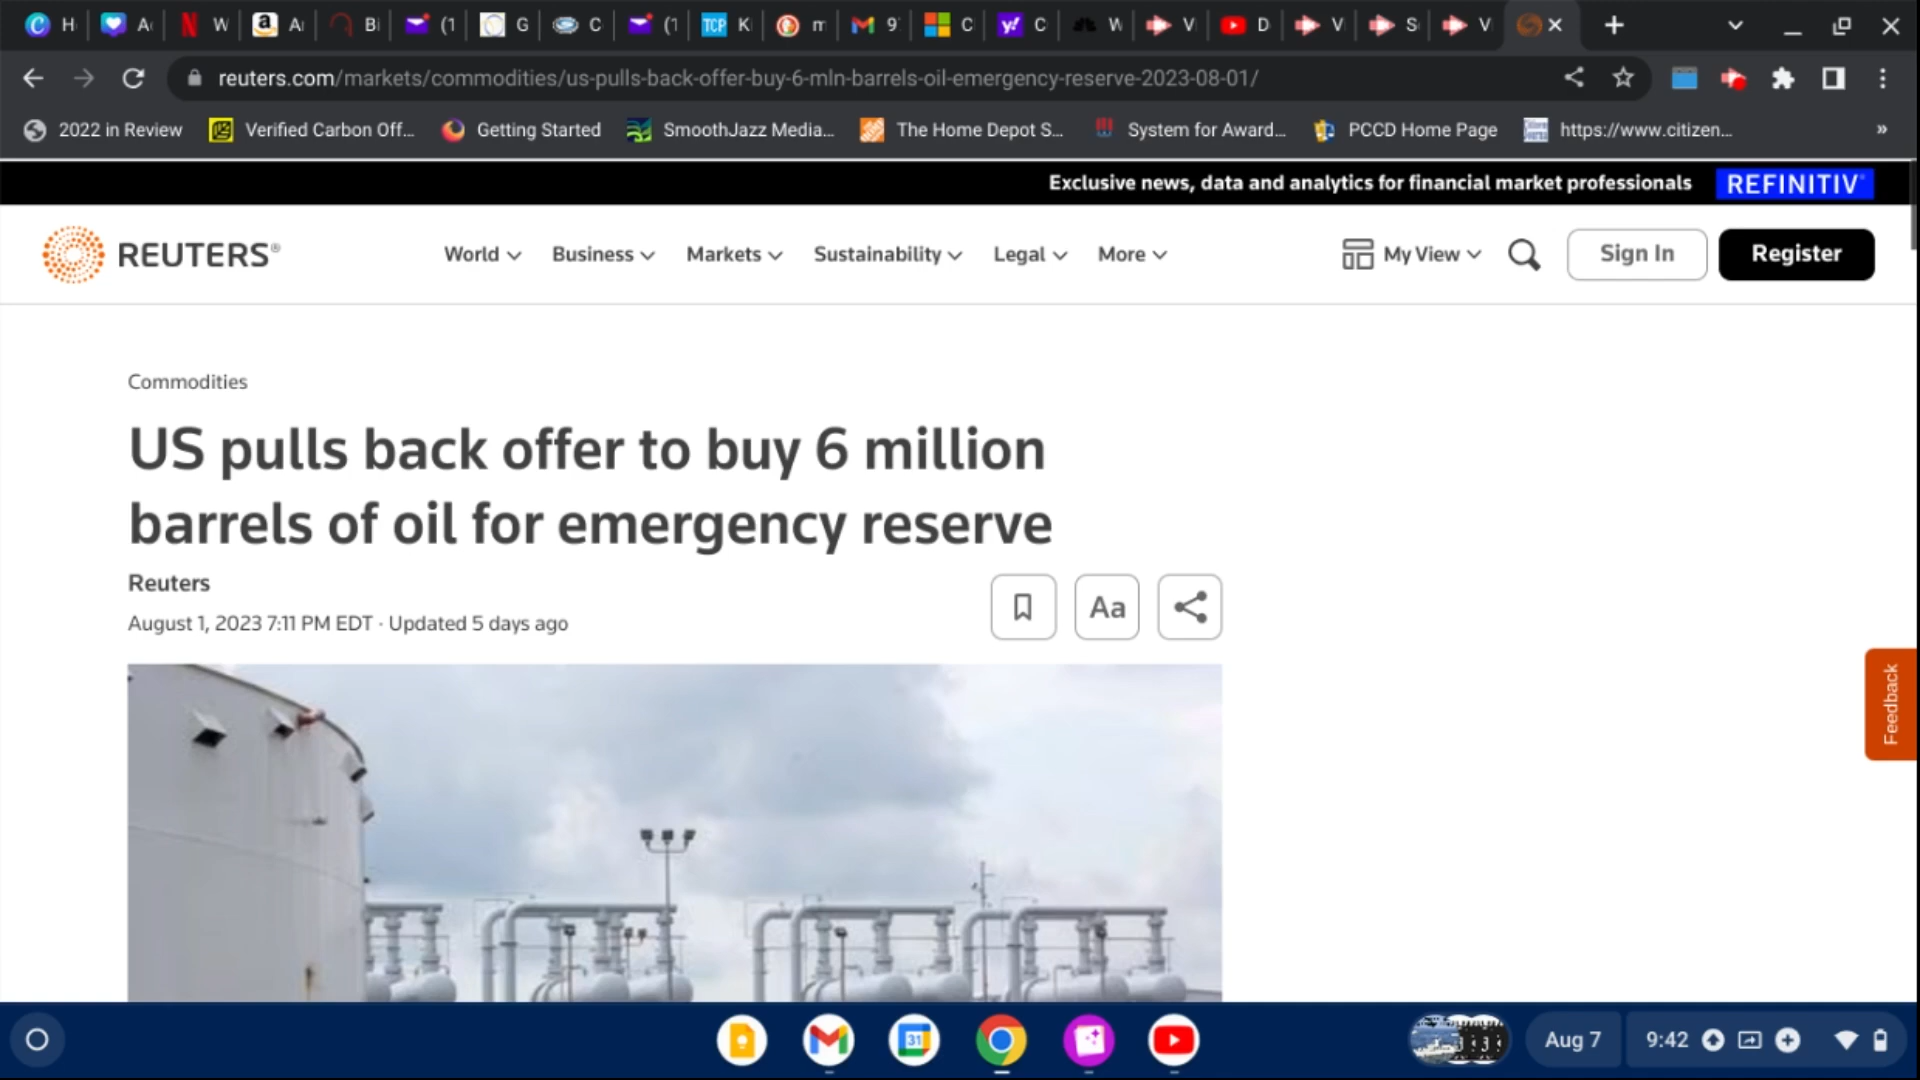 H
A
W
A
B
(1
G
C
(1
TCP K
m
9
C
y! C
W
V
D
V
S
V
reuters.com/markets/commodities/us-pulls-back-offer-buy-6-mln-barrels-oil-emergency-reserve-2023-08-01/
2022 in Review
Verified Carbon Off...
Getting Started
SmoothJazz Media...
The Home Depot S...
System for Award...
PCCD Home Page
https://www.citizen...
»
Exclusive news, data and analytics for financial market professionals REFINITIV
REUTERS®
World
Business
Markets
Sustainability
Legal
More
My View
Sign In
Register
Commodities
US pulls back offer to buy 6 million
barrels of oil for emergency reserve
Reuters
August 1, 2023 7:11 PM EDT · Updated 5 days ago
Aa
Feedback
31
Aug 7
9:42